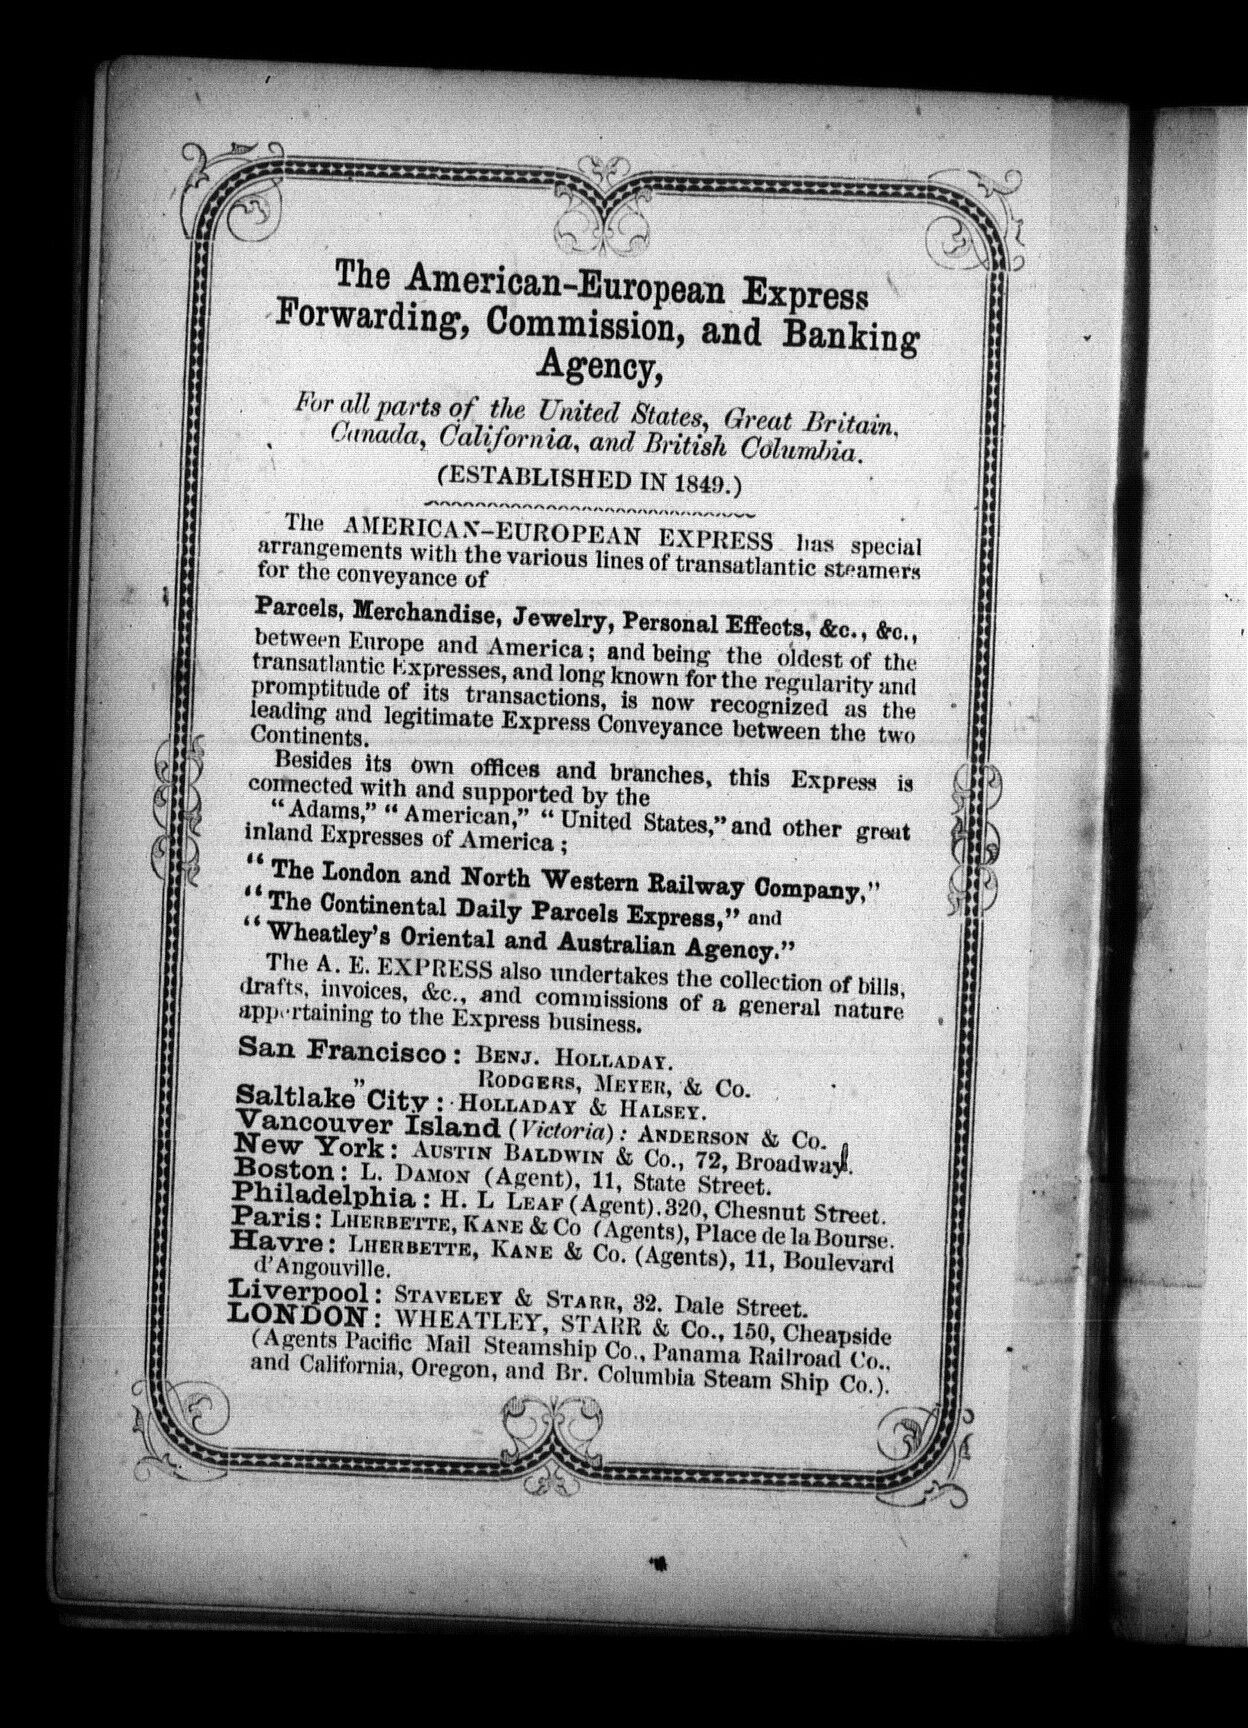 The American-European Express
Forwarding, Commission, and Banking
Agency,
For all parts of the United States, Great Britain,
Canada, California, and British Columbia.
(ESTABLISHED IN 1849.)
The AMERICAN-EUROPEAN EXPRESS has special
arrangements with the various lines of transatlantic steamers
for the conveyance of
Parcels, Merchandise, Jewelry, Personal Effects, &c., &c.,
between Europe and America; and being the oldest of the
transatlantic Expresses, and long known for the regularity and
promptitude of its transactions, is now recognized as the
leading and legitimate Express Conveyance between the two
Continents.
Besides its own offices and branches, this Express is
connected with and supported by the
"Adams," "American," "United States," and other great
inland Expresses of America;
"The London and North Western Railway Company,"
"The Continental Daily Parcels Express," and
"Wheatley's Oriental and Australian Agency."
The A. E. EXPRESS also undertakes the collection of bills,
drafts, invoices, &c., and commissions of a general nature
appertaining to the Express business.
San Francisco: BENJ. HOLLADAY.
" RODGERS, MEYER, & Co.
Saltlake City: HOLLADAY & HALSEY.
Vancouver Island (Victoria): ANDERSON & Co.
New York: AUSTIN BALDWIN & Co., 72, Broadway.
Boston: L. DAMON (Agent), 11, State Street.
Philadelphia: H. L LEAF (Agent), 320, Chesnut Street.
Paris: LHERBETTE, KANE & Co (Agents), Place de la Bourse.
Havre: LHERBETTE, KANE & Co. (Agents), 11, Boulevard
d'Angouville.
Liverpool: STAVELEY & STARR, 32, Dale Street.
LONDON: WHEATLEY, STARR & Co., 150, Cheapside
(Agents Pacific Mail Steamship Co., Panama Railroad Co.,
and California, Oregon, and Br. Columbia Steam Ship Co.).